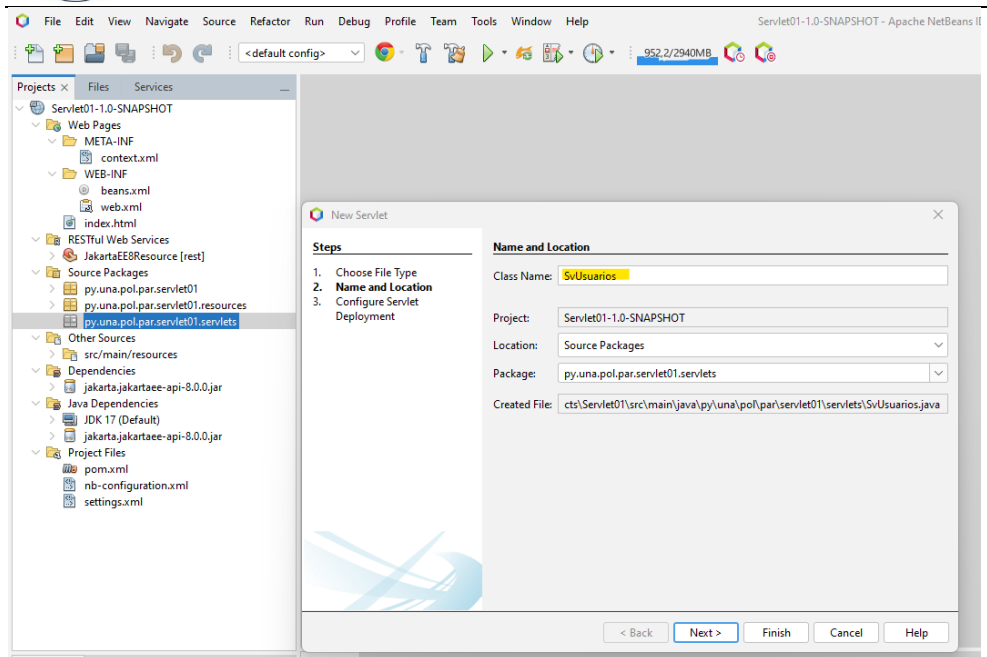 File Edit View Navigate Source Refactor Run Debug Profile Team Tools Window Help Servlet01-1.0-SNAPSHOT - Apache NetBeans I
<default config> 952,2/2940MB
Projects × Files Services
Servlet01-1.0-SNAPSHOT
Web Pages
META-INF
context.xml
WEB-INF
beans.xml
web.xml
index.html
RESTful Web Services
JakartaEE8Resource [rest]
Source Packages
py.una.pol.par.servlet01
py.una.pol.par.servlet01.resources
py.una.pol.par.servlet01.servlets
Other Sources
src/main/resources
Dependencies
jakarta.jakartaee-api-8.0.0.jar
Java Dependencies
JDK 17 (Default)
jakarta.jakartaee-api-8.0.0.jar
Project Files
pom.xml
nb-configuration.xml
settings.xml
New Servlet
Steps
1. Choose File Type
2. Name and Location
3. Configure Servlet
Deployment
Name and Location
Class Name: SvUsuarios
Project: Servlet01-1.0-SNAPSHOT
Location: Source Packages
Package: py.una.pol.par.servlet01.servlets
Created File: cts\Servlet01\src\main\java\py\una\pol\par\servlet01\servlets\SvUsuarios.java
< Back Next > Finish Cancel Help